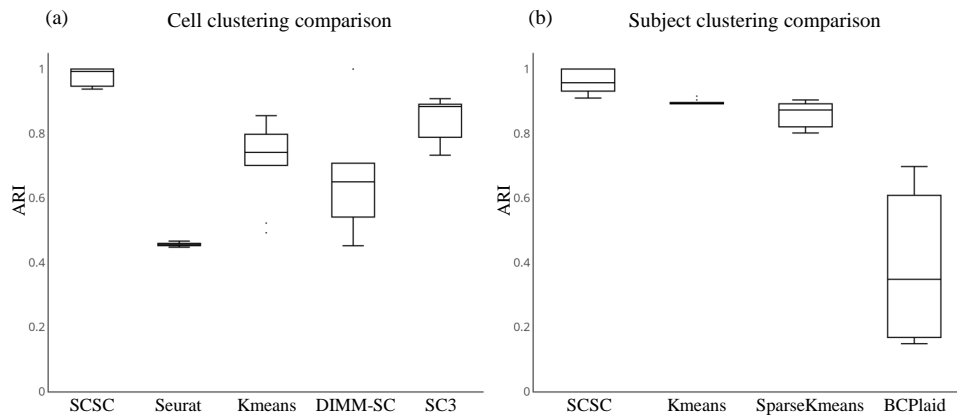 (a) Cell clustering comparison
1
0.8
0.6
0.4
0.2
0
ARI
SCSC Seurat Kmeans DIMM-SC SC3
(b) Subject clustering comparison
1
0.8
0.6
0.4
0.2
0
ARI
SCSC Kmeans SparseKmeans BCPlaid